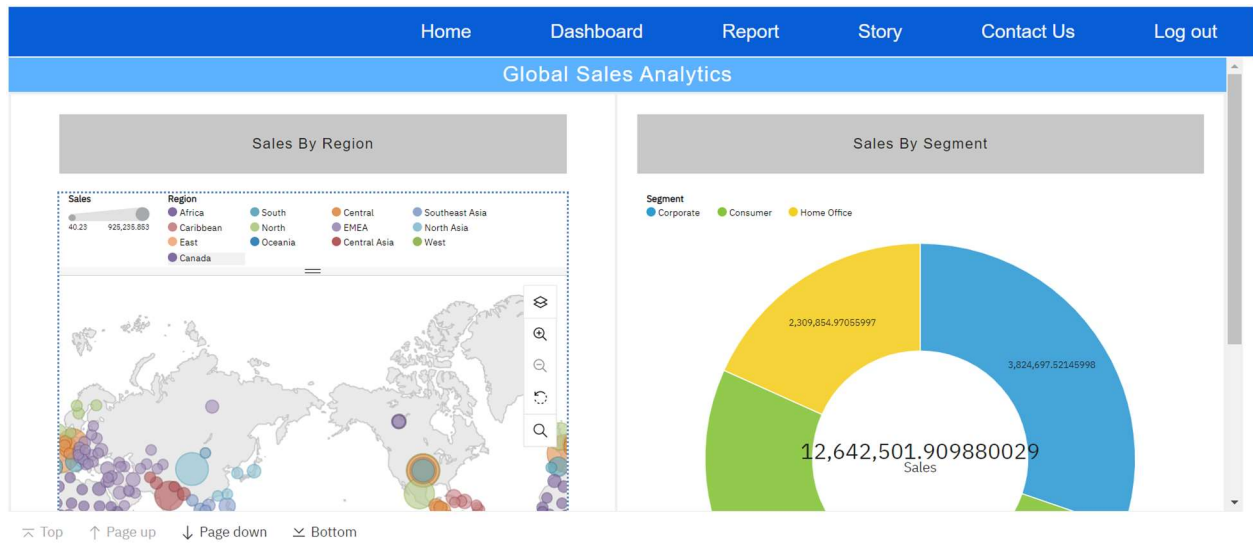 Home Dashboard Report Story Contact Us Log out
Global Sales Analytics
Sales By Region
Sales
40.23 925,235.853
Region
Africa South Central Southeast Asia
Caribbean North EMEA North Asia
East Oceania Central Asia West
Canada
Sales By Segment
Segment
Corporate Consumer Home Office
2,309,854.97055997
3,824,697.52145998
12,642,501.909880029
Sales
Top Page up Page down Bottom